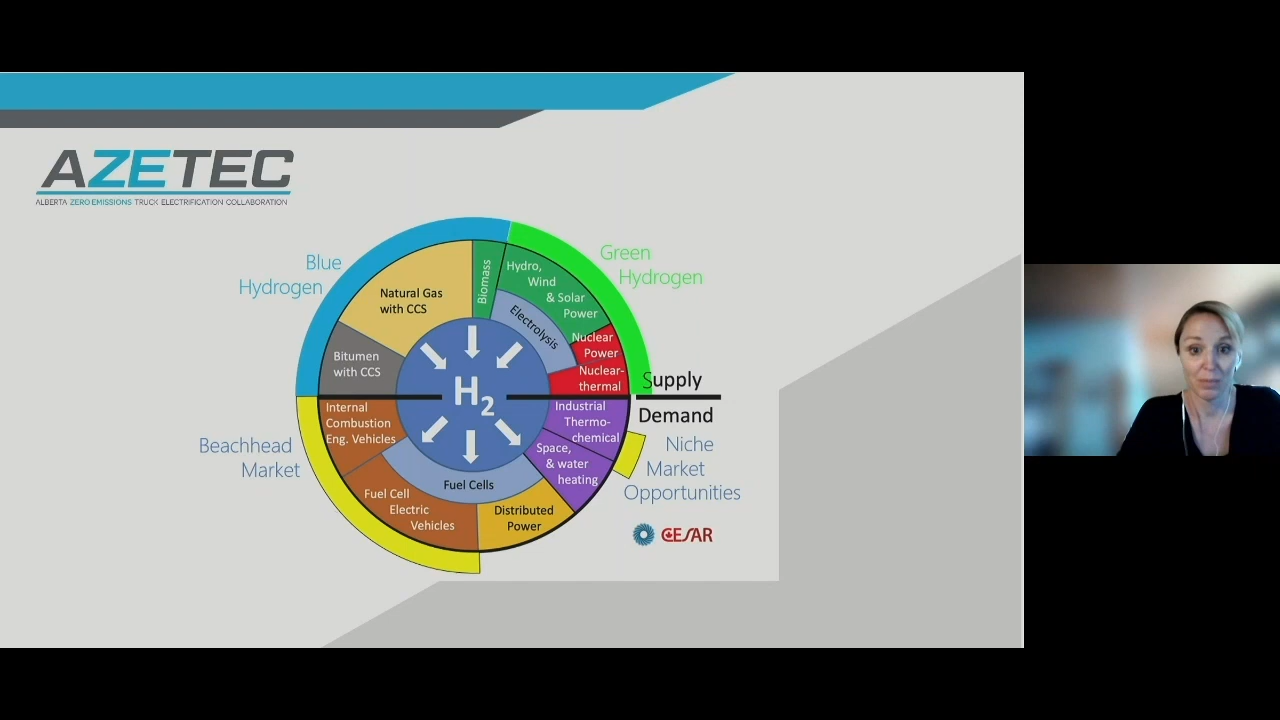 AZETEC
ALBERTA ZERO EMISSIONS TRUCK ELECTRIFICATION COLLABORATION
Blue
Hydrogen
Green
Hydrogen
Natural Gas
with CCS
Biomass
Hydro,
Wind
& Solar
Power
Electrolysis
Nuclear
Power
Nuclear-
thermal
Bitumen
with CCS
H2
Supply
Demand
Internal
Combustion
Eng. Vehicles
Industrial
Thermo-
chemical
Space,
& water
heating
Beachhead
Market
Niche
Market
Opportunities
Fuel Cells
Fuel Cell
Electric
Vehicles
Distributed
Power
CESAR